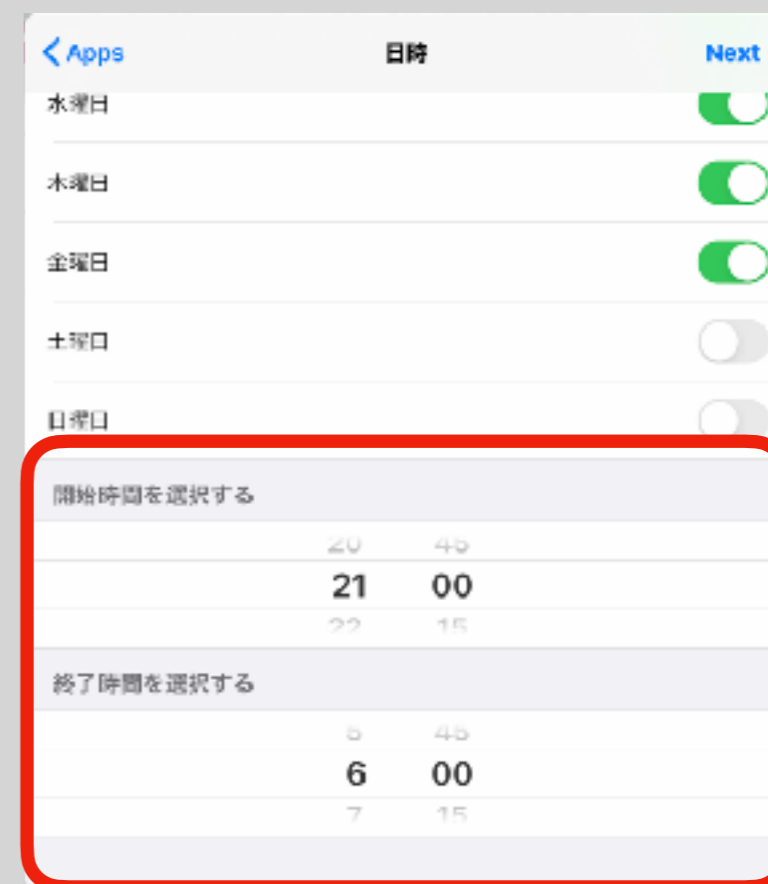 Apps 日時 Next
水曜日
木曜日
金曜日
土曜日
日曜日
開始時間を選択する
20 45
21 00
22 15
終了時間を選択する
5 45
6 00
7 15